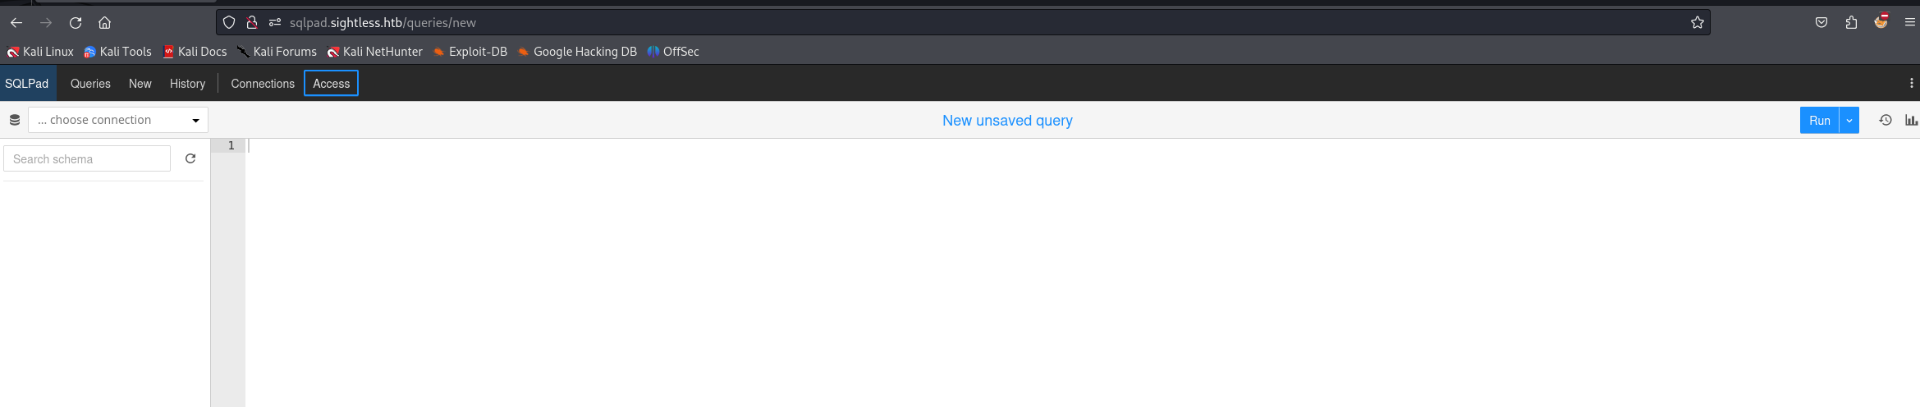 sqlpad.sightless.htb/queries/new
Kali Linux Kali Tools Kali Docs Kali Forums Kali NetHunter Exploit-DB Google Hacking DB OffSec
SQLPad Queries New History Connections Access
... choose connection New unsaved query Run
Search schema 1